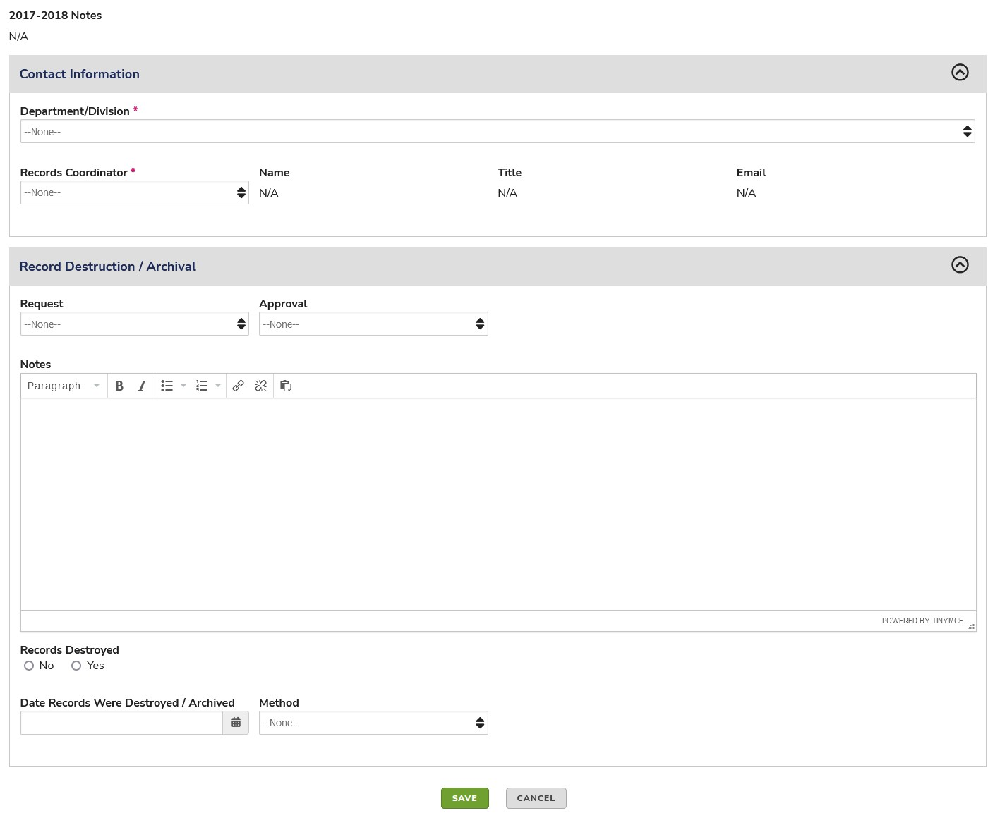 2017-2018 Notes
N/A
Contact Information
Department/Division *
--None--
Records Coordinator * Name Title Email
--None-- N/A N/A N/A
Record Destruction / Archival
Request Approval
--None-- --None--
Notes
Paragraph B I
POWERED BY TINYMCE
Records Destroyed
No Yes
Date Records Were Destroyed / Archived Method
--None--
SAVE CANCEL